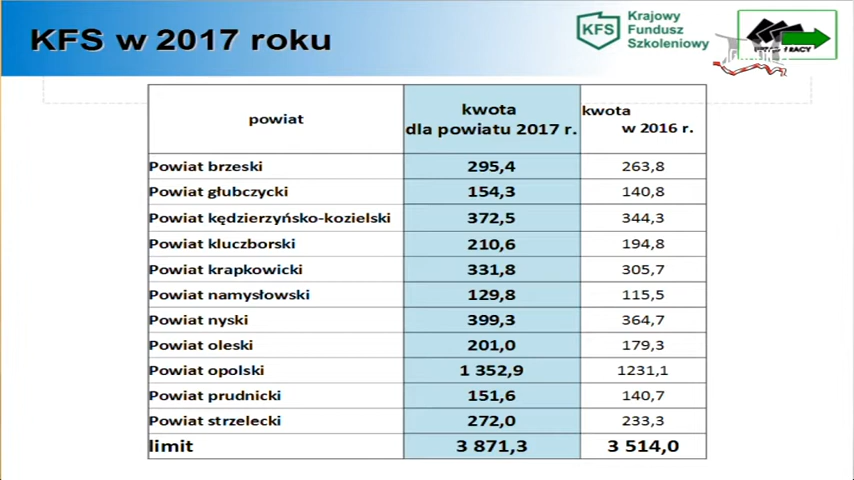 KFS w 2017 roku
KFS
Krajowy
Fundusz
Szkoleniowy
powiat kwota kwota
dla powiatu 2017 r. w 2016 r.
Powiat brzeski 295,4 263,8
Powiat głubczycki 154,3 140,8
Powiat kędzierzyńsko-kozielski 372,5 344,3
Powiat kluczborski 210,6 194,8
Powiat krapkowicki 331,8 305,7
Powiat namysłowski 129,8 115,5
Powiat nyski 399,3 364,7
Powiat oleski 201,0 179,3
Powiat opolski 1 352,9 1231,1
Powiat prudnicki 151,6 140,7
Powiat strzelecki 272,0 233,3
limit 3 871,3 3 514,0